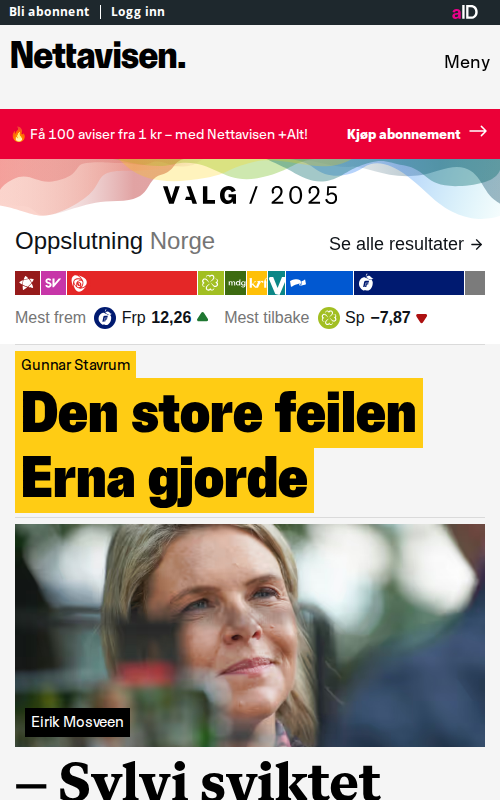 Bli abonnent | Logg inn
aID
Nettavisen.
Meny
🔥 Få 100 aviser fra 1 kr – med Nettavisen +Alt!
Kjøp abonnement →
VALG / 2025
Oppslutning Norge
Se alle resultater →
SV mdg krf V
Mest frem Frp 12,26 ▲ Mest tilbake Sp −7,87 ▼
Gunnar Stavrum
Den store feilen
Erna gjorde
Eirik Mosveen
– Sylvi sviktet